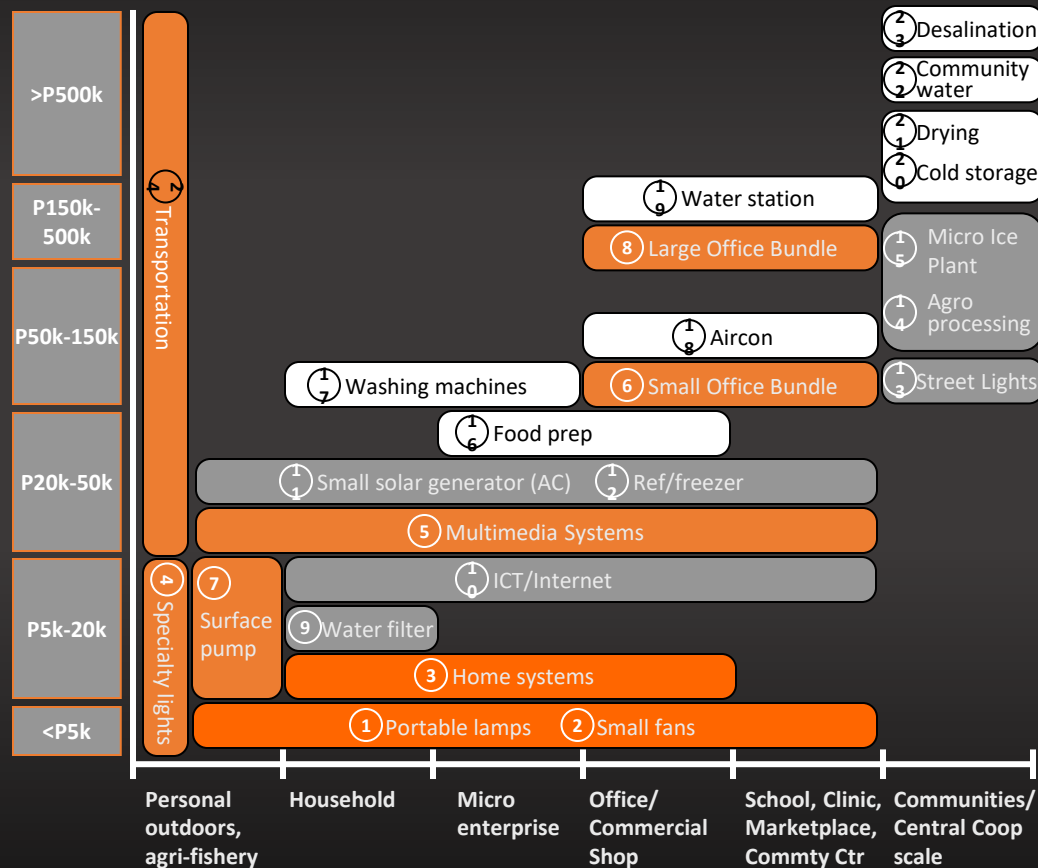 >P500k
P150k-
500k
P50k-150k
P20k-50k
P5k-20k
<P5k
24 Transportation
4 Specialty lights
23 Desalination
22 Community
water
21 Drying
20 Cold storage
19 Water station
8 Large Office Bundle
15 Micro Ice
Plant
14 Agro
processing
18 Aircon
17 Washing machines
6 Small Office Bundle
13 Street Lights
16 Food prep
11 Small solar generator (AC) 12 Ref/freezer
5 Multimedia Systems
7
Surface
pump
10 ICT/Internet
9 Water filter
3 Home systems
1 Portable lamps 2 Small fans
Personal
outdoors,
agri-fishery
Household
Micro
enterprise
Office/
Commercial
Shop
School, Clinic,
Marketplace,
Commty Ctr
Communities/
Central Coop
scale